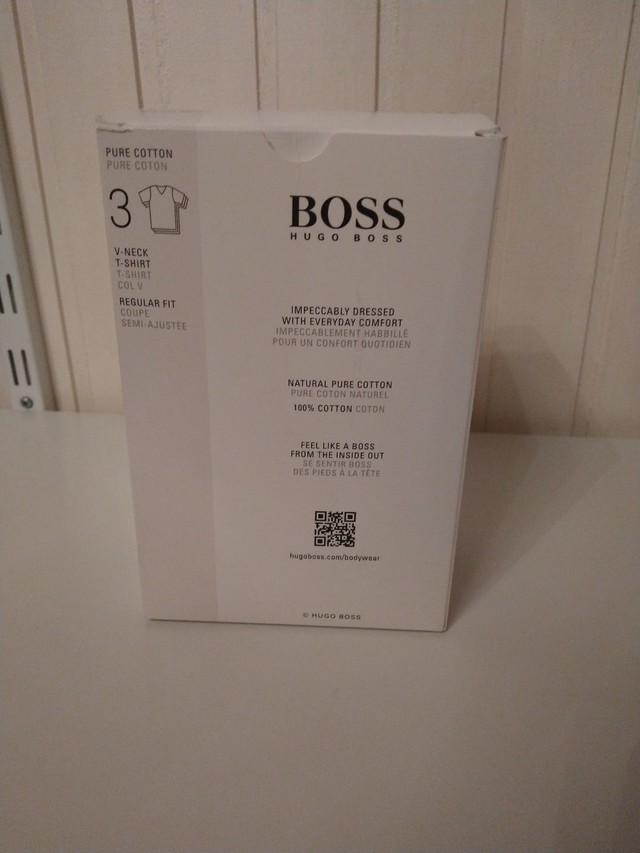 PURE COTTON
PURE COTON
3
V-NECK
T-SHIRT
T-SHIRT
COL V
REGULAR FIT
COUPE
SEMI-AJUSTÉE
BOSS
HUGO BOSS
IMPECCABLY DRESSED
WITH EVERYDAY COMFORT
IMPECCABLEMENT HABBILLÉ
POUR UN CONFORT QUOTIDIEN
NATURAL PURE COTTON
PURE COTON NATUREL
100% COTTON COTON
FEEL LIKE A BOSS
FROM THE INSIDE OUT
SE SENTIR BOSS
DES PIEDS À LA TÊTE
hugoboss.com/bodywear
© HUGO BOSS